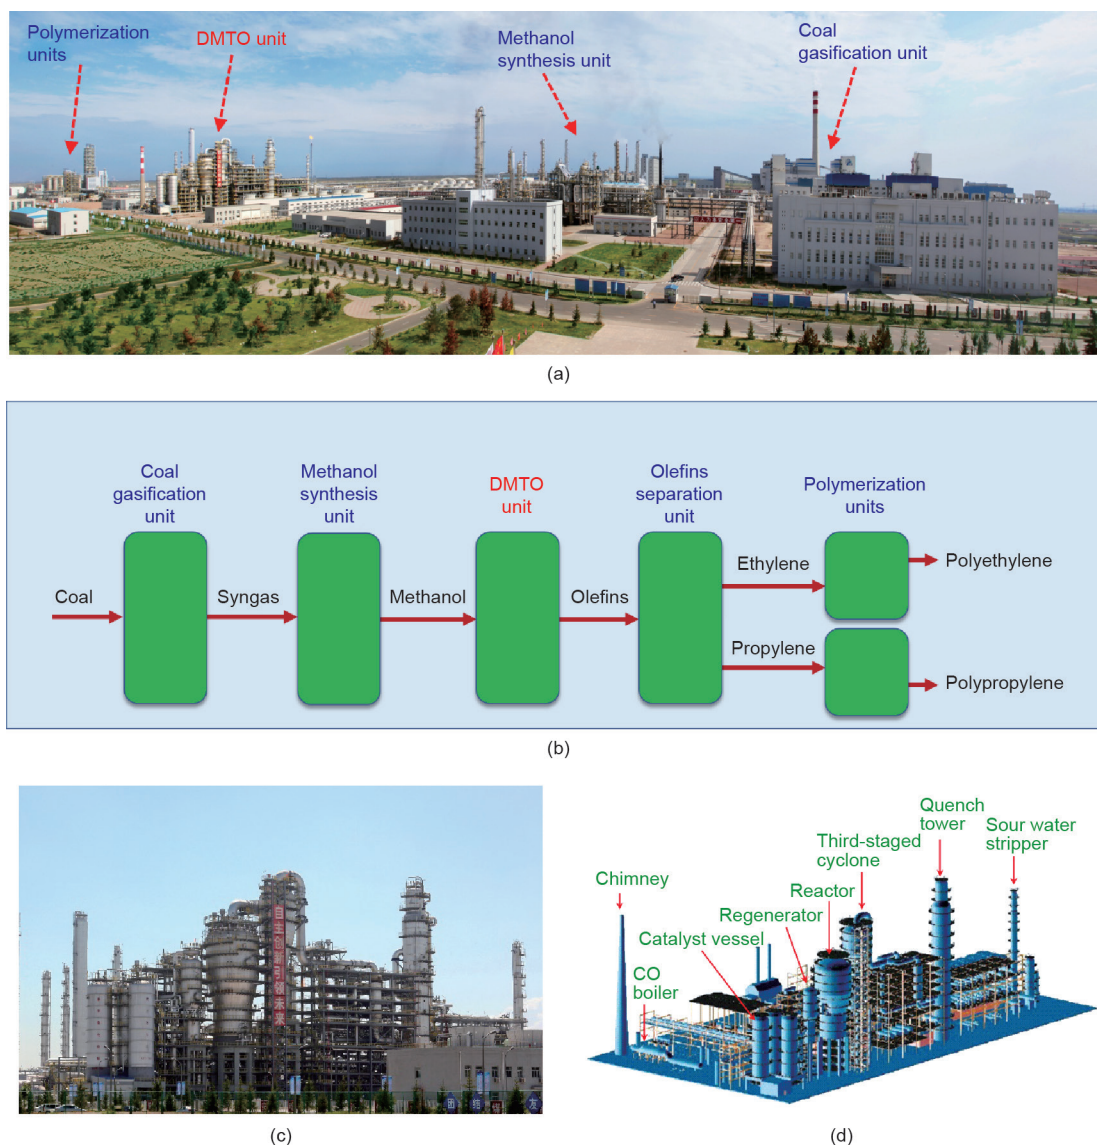 Polymerization
units
DMTO unit
Methanol
synthesis unit
Coal
gasification unit
(a)
Coal
gasification
unit
Methanol
synthesis
unit
DMTO
unit
Olefins
separation
unit
Polymerization
units
Coal
Syngas
Methanol
Olefins
Ethylene
Propylene
Polyethylene
Polypropylene
(b)
(c)
Chimney
CO
boiler
Catalyst vessel
Regenerator
Reactor
Third-staged
cyclone
Quench
tower
Sour water
stripper
(d)